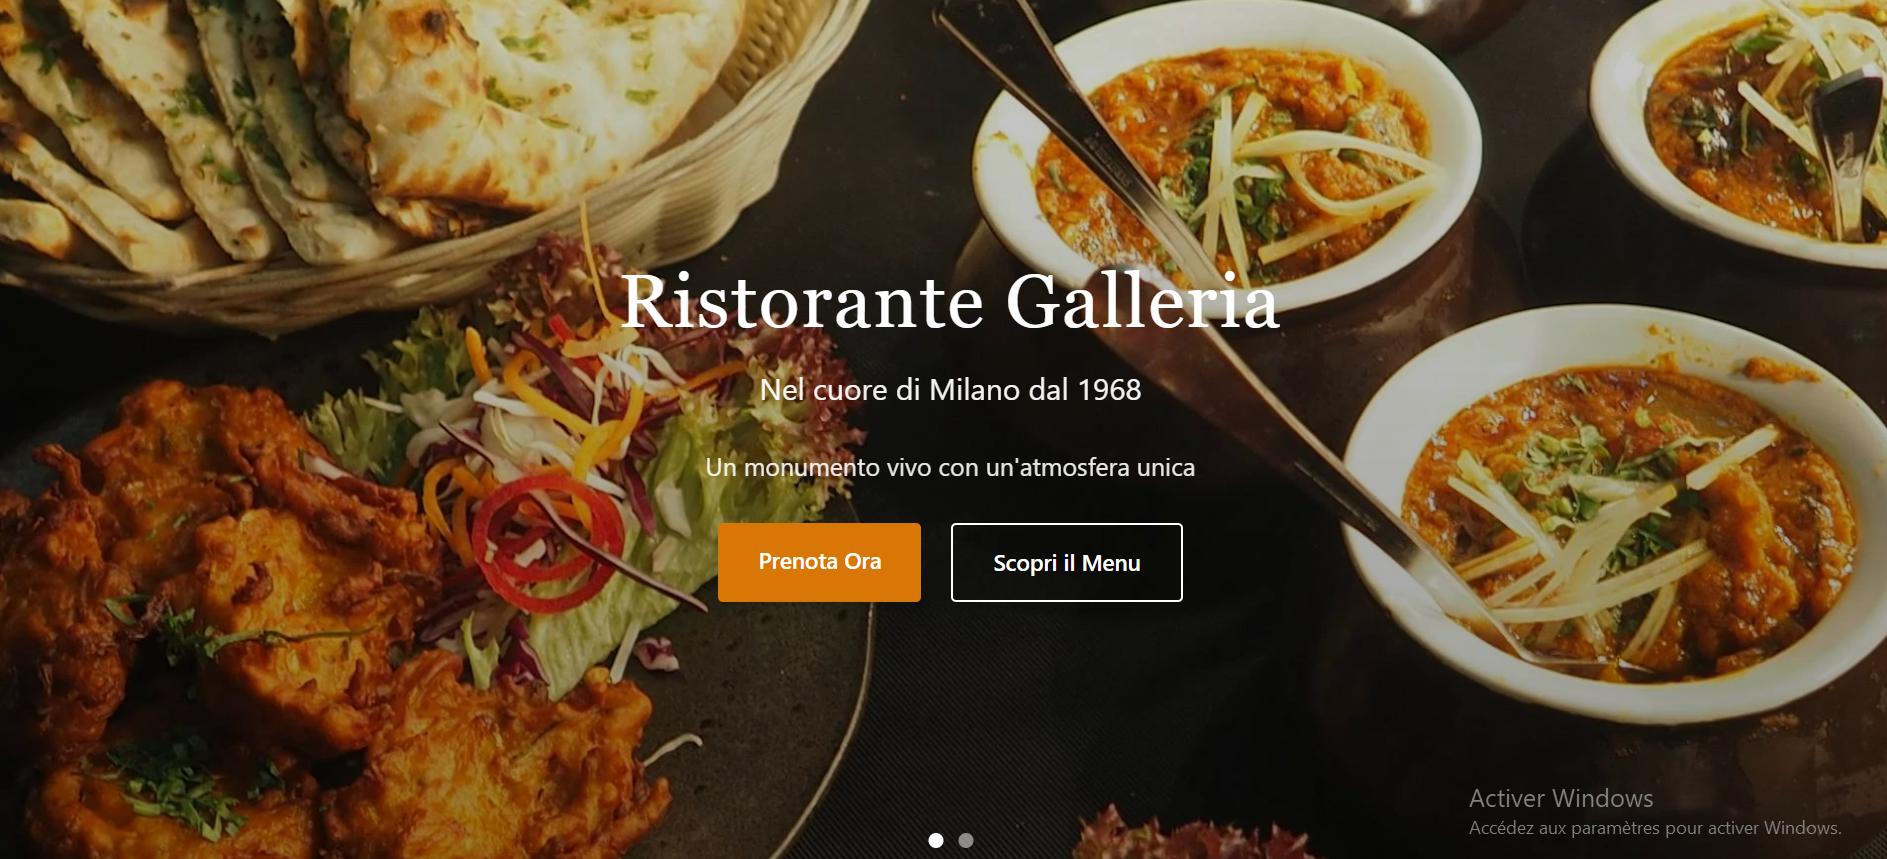 Ristorante Galleria
Nel cuore di Milano dal 1968
Un monumento vivo con un'atmosfera unica
Prenota Ora
Scopri il Menu
Activer Windows
Accédez aux paramètres pour activer Windows.